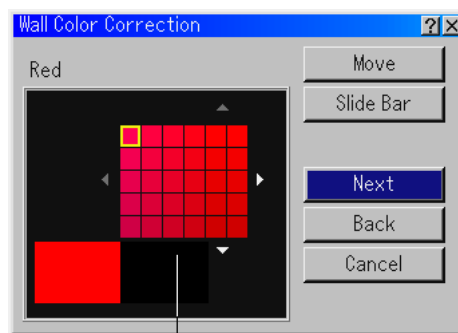 Wall Color Correction
Red
Move
Slide Bar
Next
Back
Cancel